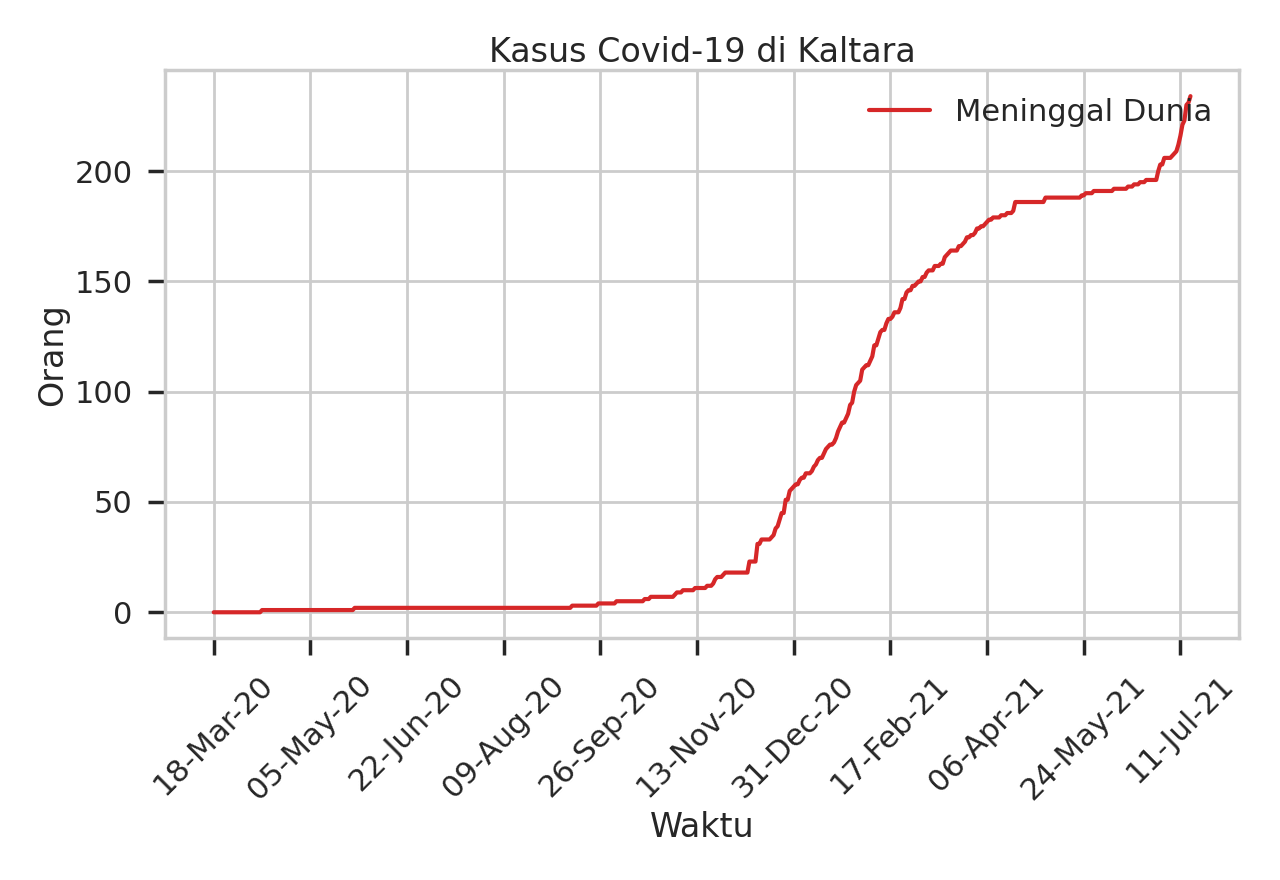 Kasus Covid-19 di Kaltara
Meninggal Dunia
Orang
200
150
100
50
0
18-Mar-20
05-May-20
22-Jun-20
09-Aug-20
26-Sep-20
13-Nov-20
31-Dec-20
17-Feb-21
06-Apr-21
24-May-21
11-Jul-21
Waktu